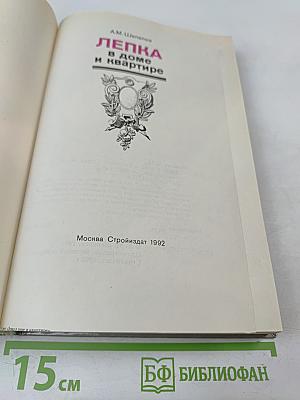 А.М. Шепелев
ЛЕПКА
в доме
и квартире
Москва Стройиздат 1992
15 см
БФ БИБЛИОФАН